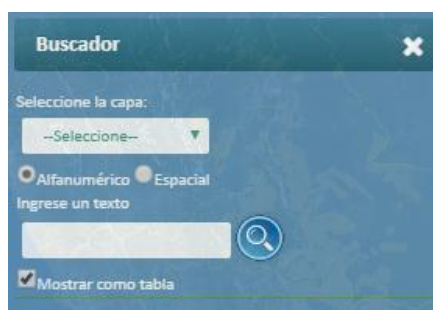 Buscador
Seleccione la capa:
--Seleccione--
Alfanumérico Espacial
Ingrese un texto
Mostrar como tabla